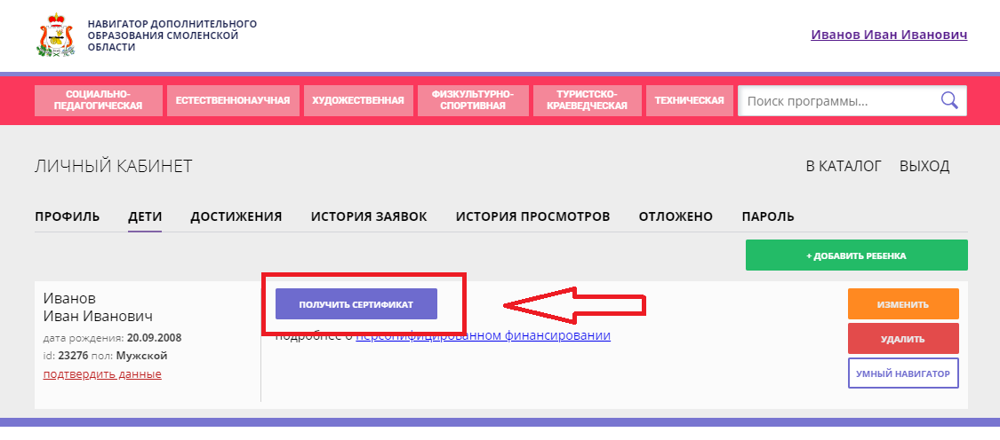 НАВИГАТОР ДОПОЛНИТЕЛЬНОГО
ОБРАЗОВАНИЯ СМОЛЕНСКОЙ
ОБЛАСТИ
Иванов Иван Иванович
СОЦИАЛЬНО-
ПЕДАГОГИЧЕСКАЯ
ЕСТЕСТВЕННОНАУЧНАЯ
ХУДОЖЕСТВЕННАЯ
ФИЗКУЛЬТУРНО-
СПОРТИВНАЯ
ТУРИСТСКО-
КРАЕВЕДЧЕСКАЯ
ТЕХНИЧЕСКАЯ
Поиск программы...
ЛИЧНЫЙ КАБИНЕТ
В КАТАЛОГ ВЫХОД
ПРОФИЛЬ ДЕТИ ДОСТИЖЕНИЯ ИСТОРИЯ ЗАЯВОК ИСТОРИЯ ПРОСМОТРОВ ОТЛОЖЕНО ПАРОЛЬ
+ ДОБАВИТЬ РЕБЕНКА
Иванов
Иван Иванович
дата рождения: 20.09.2008
id: 23276 пол: Мужской
подтвердить данные
ПОЛУЧИТЬ СЕРТИФИКАТ
подробнее о персонифицированном финансировании
ИЗМЕНИТЬ
УДАЛИТЬ
УМНЫЙ НАВИГАТОР